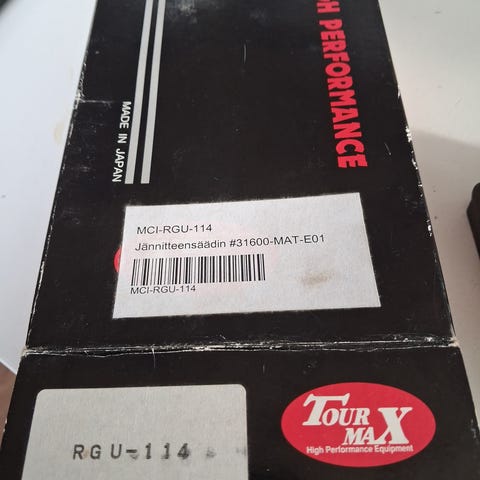 HIGH PERFORMANCE
MADE IN JAPAN
MCI-RGU-114
Jännitteensäädin #31600-MAT-E01
MCI-RGU-114
RGU-114
TOUR
MAX
High Performance Equipment